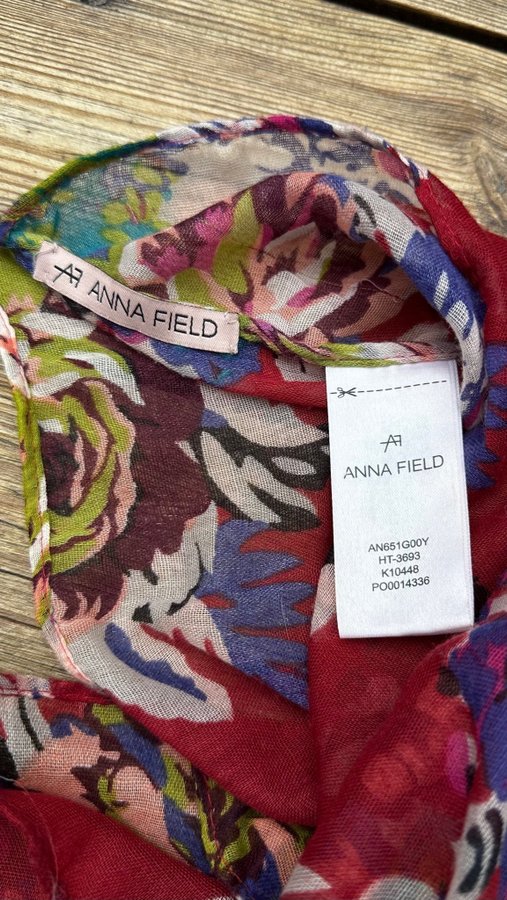 AF ANNA FIELD
AF
ANNA FIELD
AN651G00Y
HT-3693
K10448
PO0014336